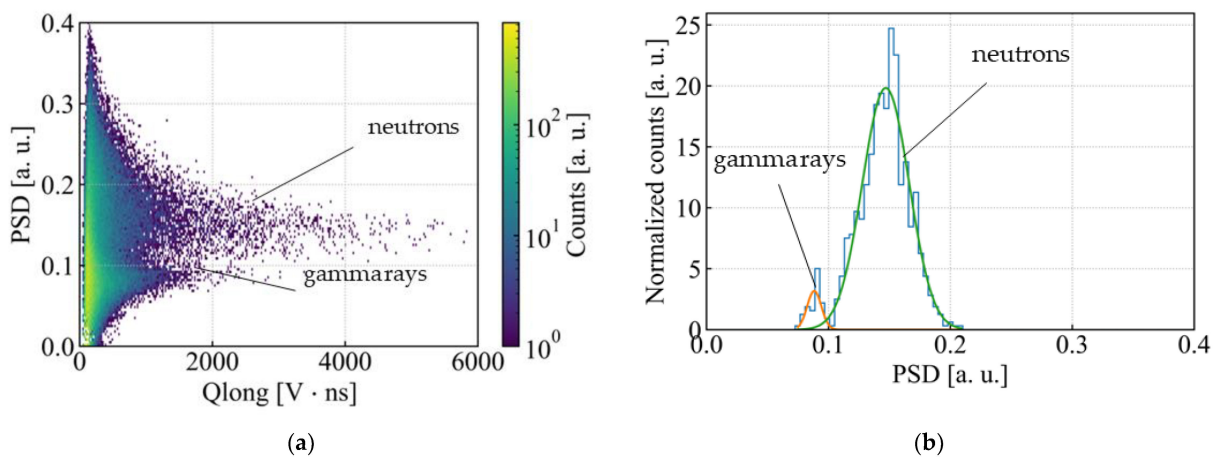 0.4
0.3
0.2
0.1
0.0
PSD [a. u.]
0 2000 4000 6000
Qlong [V · ns]
neutrons
gammarays
10²
10¹
10⁰
Counts [a. u.]
(a)
25
20
15
10
5
0
Normalized counts [a. u.]
0.0 0.1 0.2 0.3 0.4
PSD [a. u.]
neutrons
gammarays
(b)